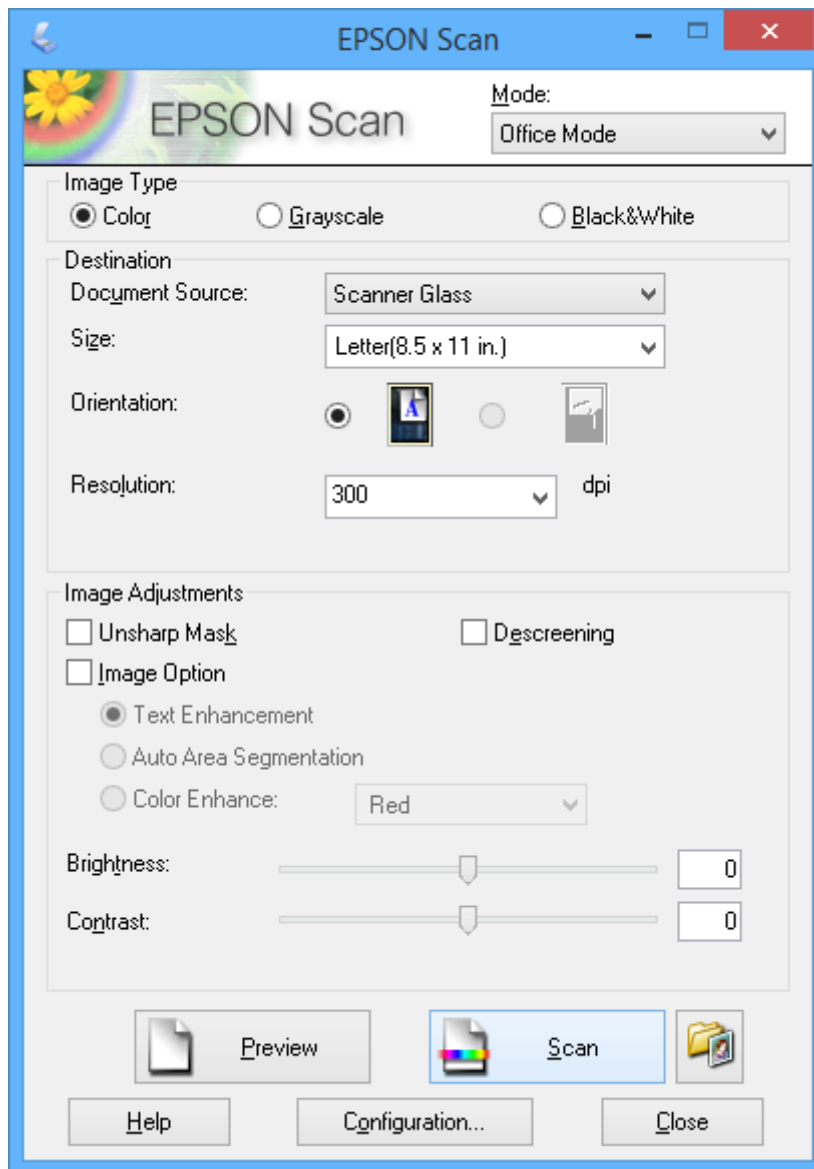 EPSON Scan
EPSON Scan
Mode:
Office Mode
Image Type
Color Grayscale Black&White
Destination
Document Source: Scanner Glass
Size: Letter(8.5 x 11 in.)
Orientation: A
Resolution: 300 dpi
Image Adjustments
Unsharp Mask Descreening
Image Option
Text Enhancement
Auto Area Segmentation
Color Enhance: Red
Brightness: 0
Contrast: 0
Preview Scan
Help Configuration... Close